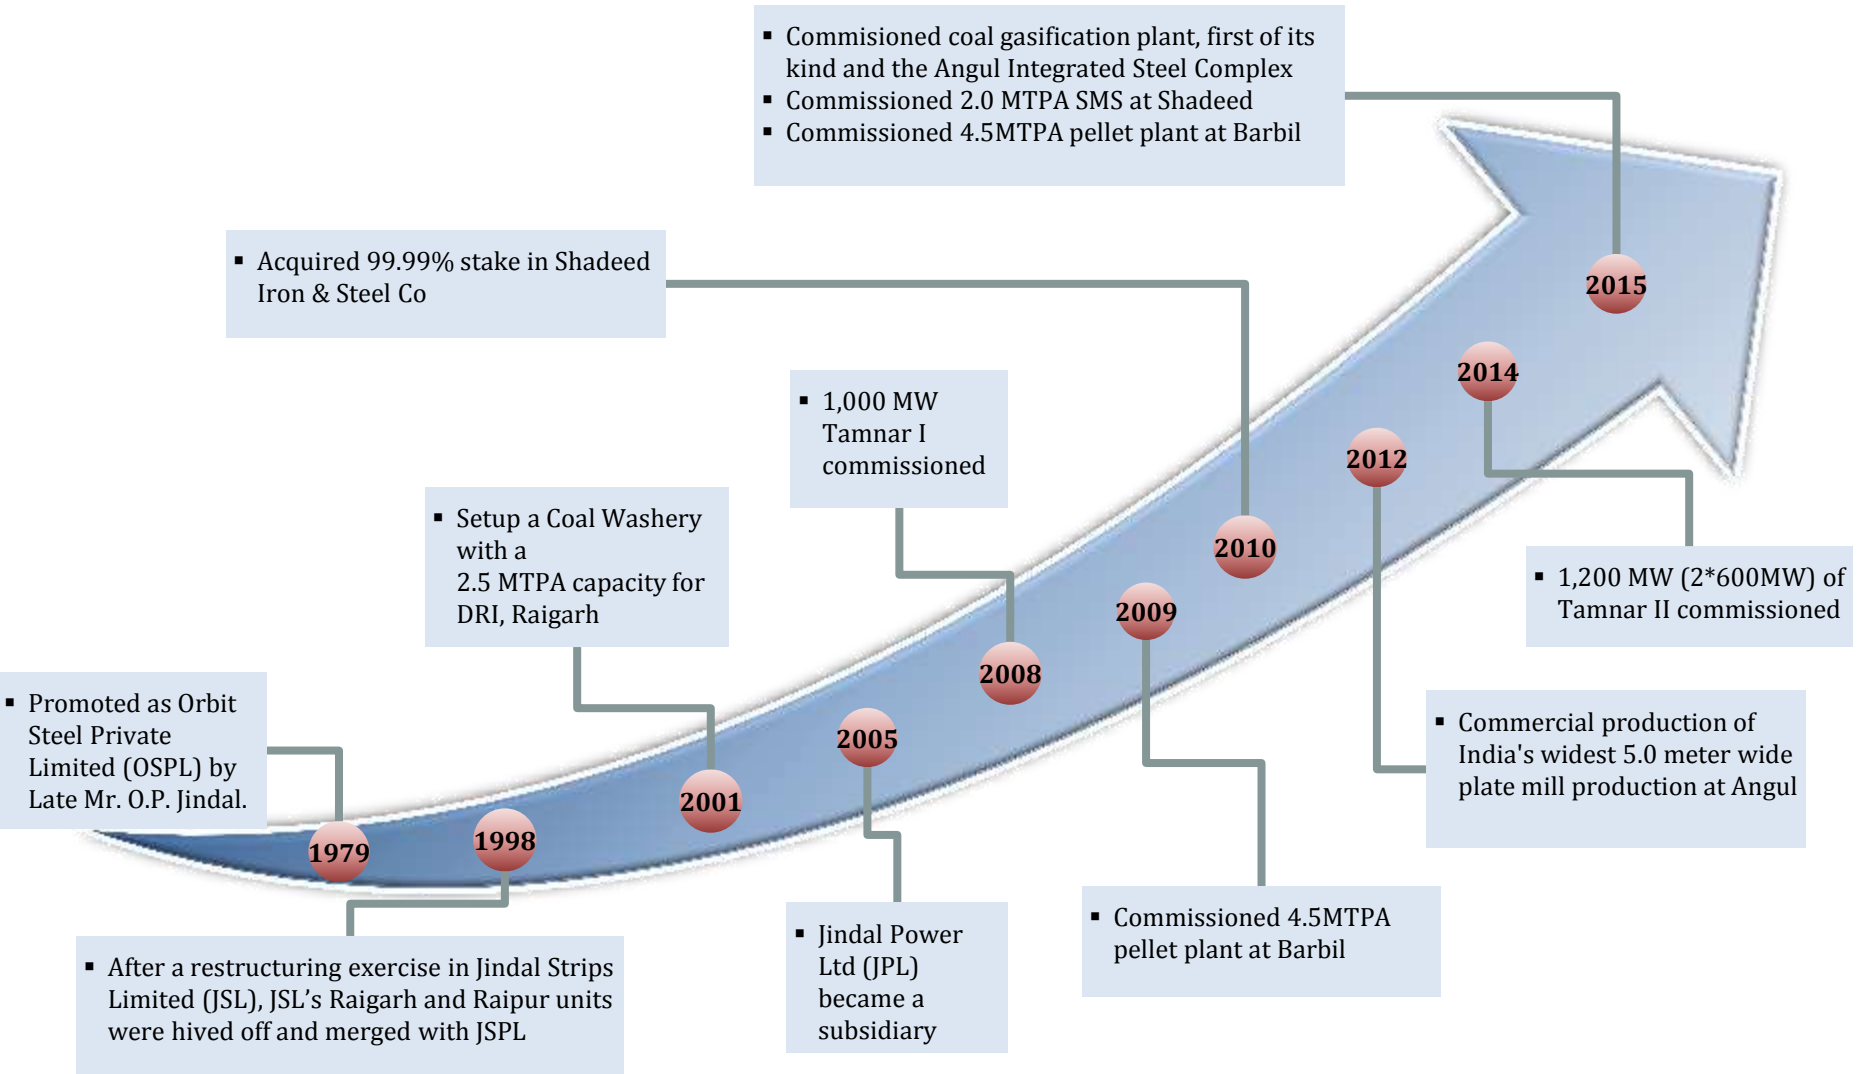 ▪ Commisioned coal gasification plant, first of its
kind and the Angul Integrated Steel Complex
▪ Commissioned 2.0 MTPA SMS at Shadeed
▪ Commissioned 4.5MTPA pellet plant at Barbil
▪ Acquired 99.99% stake in Shadeed
Iron & Steel Co
2015
2014
▪ 1,000 MW
Tamnar I
commissioned
2012
▪ Setup a Coal Washery
with a
2.5 MTPA capacity for
DRI, Raigarh
2010
▪ 1,200 MW (2*600MW) of
Tamnar II commissioned
2009
2008
▪ Promoted as Orbit
Steel Private
Limited (OSPL) by
Late Mr. O.P. Jindal.
2005
▪ Commercial production of
India's widest 5.0 meter wide
plate mill production at Angul
2001
1998
1979
▪ Commissioned 4.5MTPA
pellet plant at Barbil
▪ Jindal Power
Ltd (JPL)
became a
subsidiary
▪ After a restructuring exercise in Jindal Strips
Limited (JSL), JSL’s Raigarh and Raipur units
were hived off and merged with JSPL